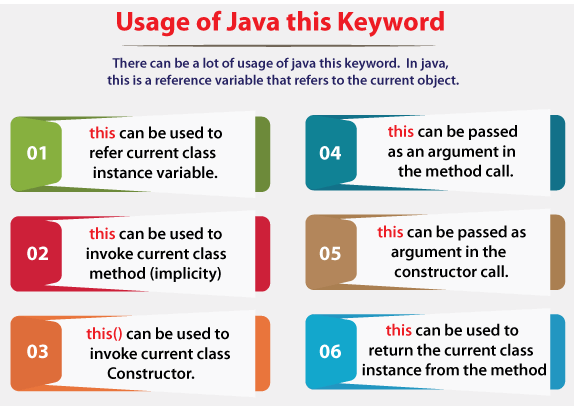 Usage of Java this Keyword
There can be a lot of usage of java this keyword. In java,
this is a reference variable that refers to the current object.
01
this can be used to
refer current class
instance variable.
02
this can be used to
invoke current class
method (implicity)
03
this() can be used to
invoke current class
Constructor.
04
this can be passed
as an argument in
the method call.
05
this can be passed as
argument in the
constructor call.
06
this can be used to
return the current class
instance from the method